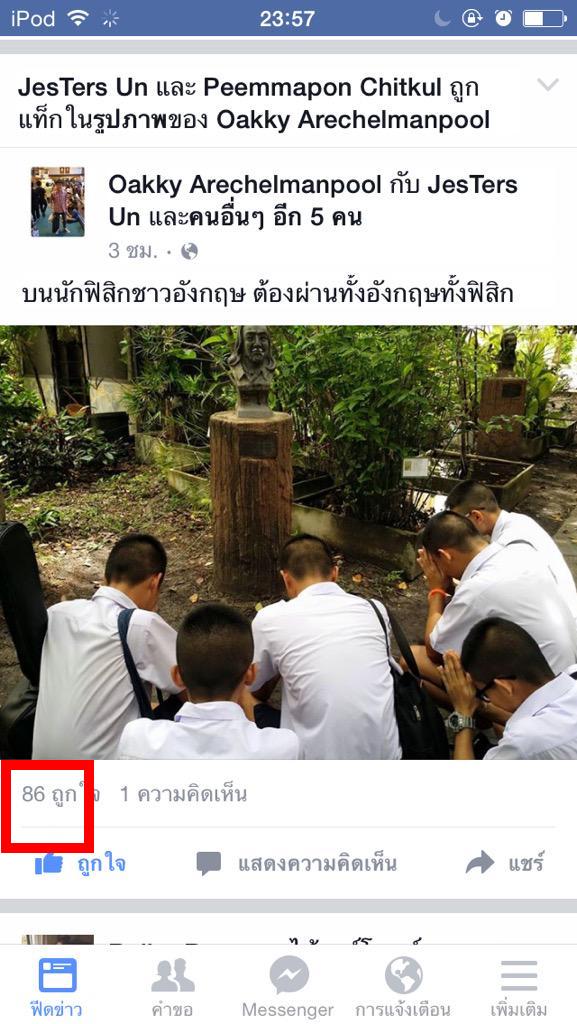 iPod 23:57
JesTers Un และ Peemmapon Chitkul ถูก
แท็กในรูปภาพของ Oakky Arechelmanpool
Oakky Arechelmanpool กับ JesTers
Un และคนอื่นๆ อีก 5 คน
3 ชม.
บนนักฟิสิกชาวอังกฤษ ต้องผ่านทั้งอังกฤษทั้งฟิสิก
86 ถูกใจ 1 ความคิดเห็น
ถูกใจ แสดงความคิดเห็น แชร์
ฟีดข่าว คำขอ Messenger การแจ้งเตือน เพิ่มเติม